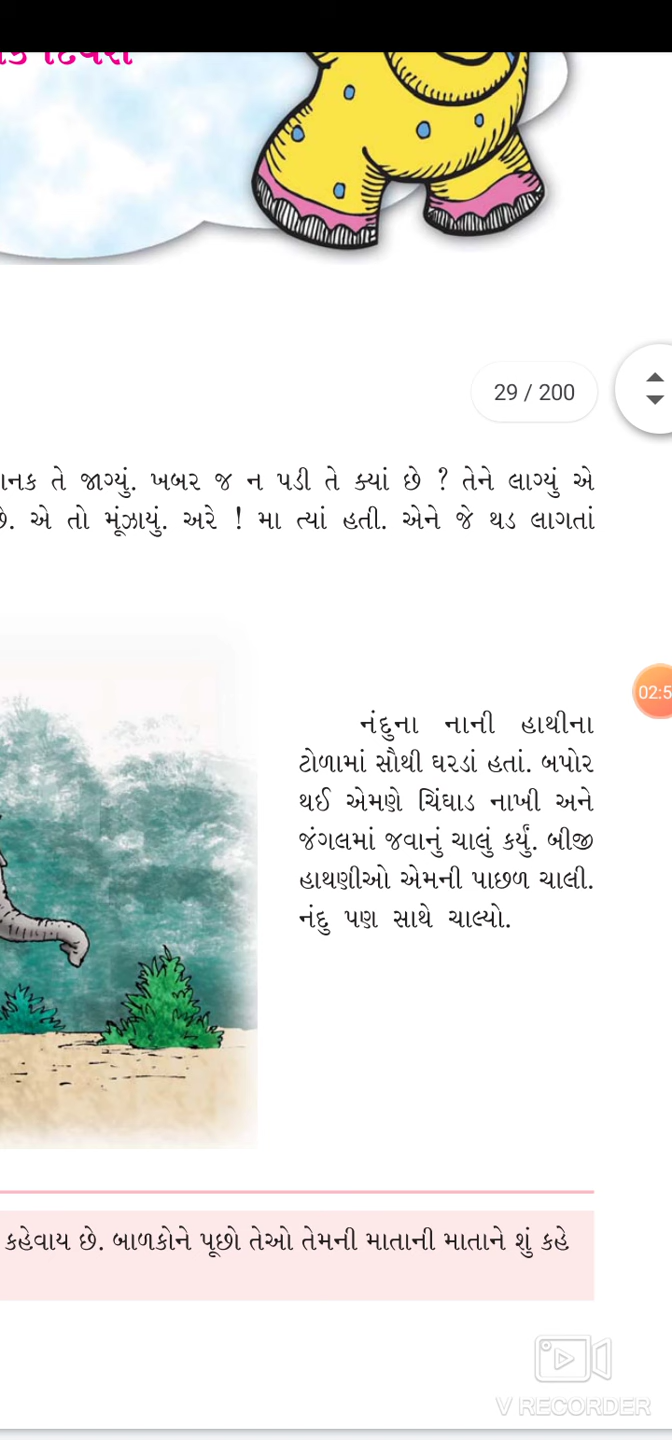 29 / 200
તે જાગ્યું. ખબર જ ન પડી તે ક્યાં છે ? તેને લાગ્યું એ
છે. એ તો મૂંઝાયું. અરે ! મા ત્યાં હતી. એને જે થડ લાગતાં
02:5
નંદુના નાની હાથીના
ટોળામાં સૌથી ઘરડાં હતાં. બપોર
થઈ એમણે ચિંઘાડ નાખી અને
જંગલમાં જવાનું ચાલું કર્યું. બીજી
હાથણીઓ એમની પાછળ ચાલી.
નંદુ પણ સાથે ચાલ્યો.
કહેવાય છે. બાળકોને પૂછો તેઓ તેમની માતાની માતાને શું કહે
V RECORDER